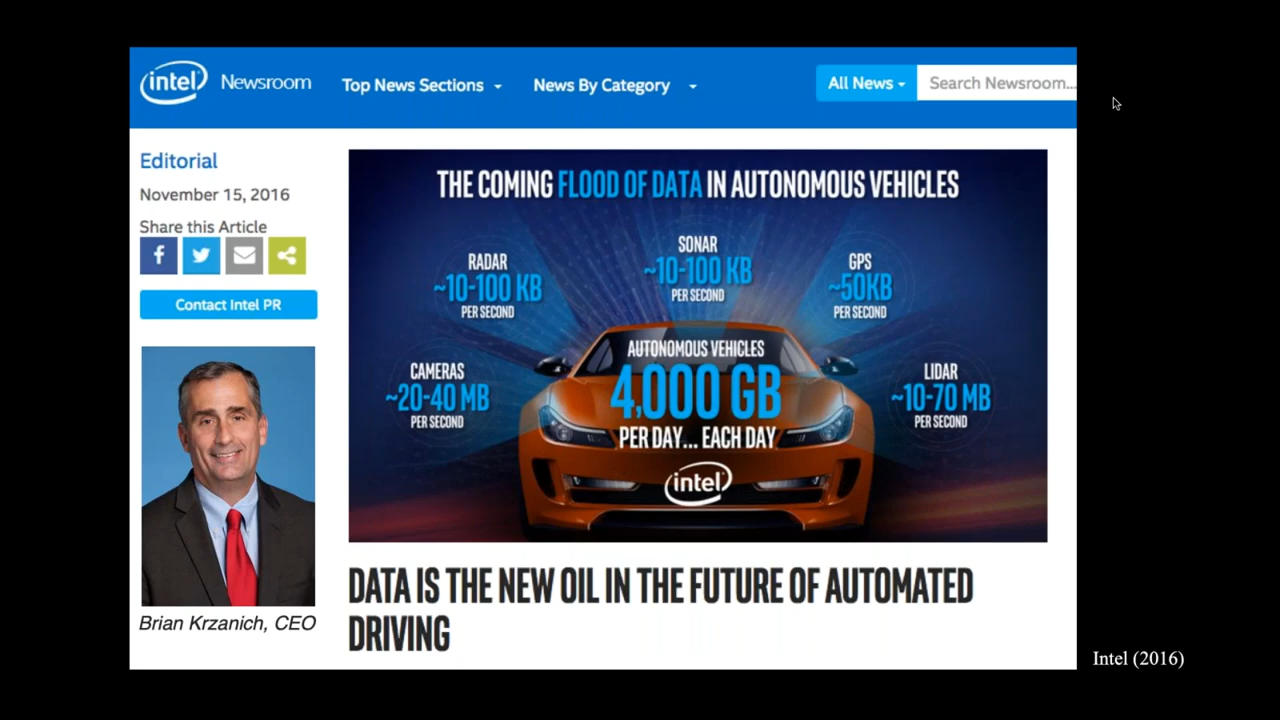 intel Newsroom
Top News Sections
News By Category
All News
Search Newsroom...
Editorial
November 15, 2016
Share this Article
Contact Intel PR
Brian Krzanich, CEO
THE COMING FLOOD OF DATA IN AUTONOMOUS VEHICLES
RADAR
~10-100 KB
PER SECOND
SONAR
~10-100 KB
PER SECOND
GPS
~50KB
PER SECOND
CAMERAS
~20-40 MB
PER SECOND
AUTONOMOUS VEHICLES
4,000 GB
PER DAY... EACH DAY
intel
LIDAR
~10-70 MB
PER SECOND
DATA IS THE NEW OIL IN THE FUTURE OF AUTOMATED
DRIVING
Intel (2016)